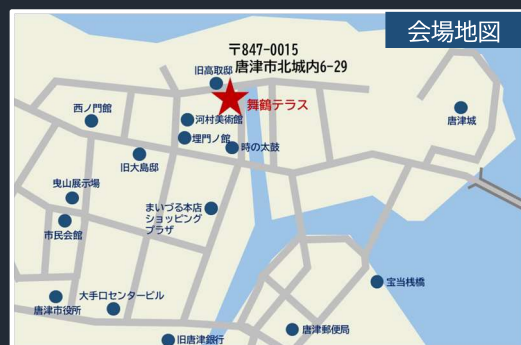 会場地図
〒847-0015
唐津市北城内6-29
旧高取邸
舞鶴テラス
西ノ門館
河村美術館
唐津城
埋門ノ館
時の太鼓
旧大島邸
曳山展示場
まいづる本店
ショッピング
プラザ
市民会館
宝当桟橋
大手口センタービル
唐津市役所
唐津郵便局
旧唐津銀行